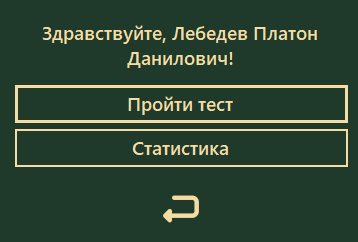 Здравствуйте, Лебедев Платон
Данилович!
Пройти тест
Статистика